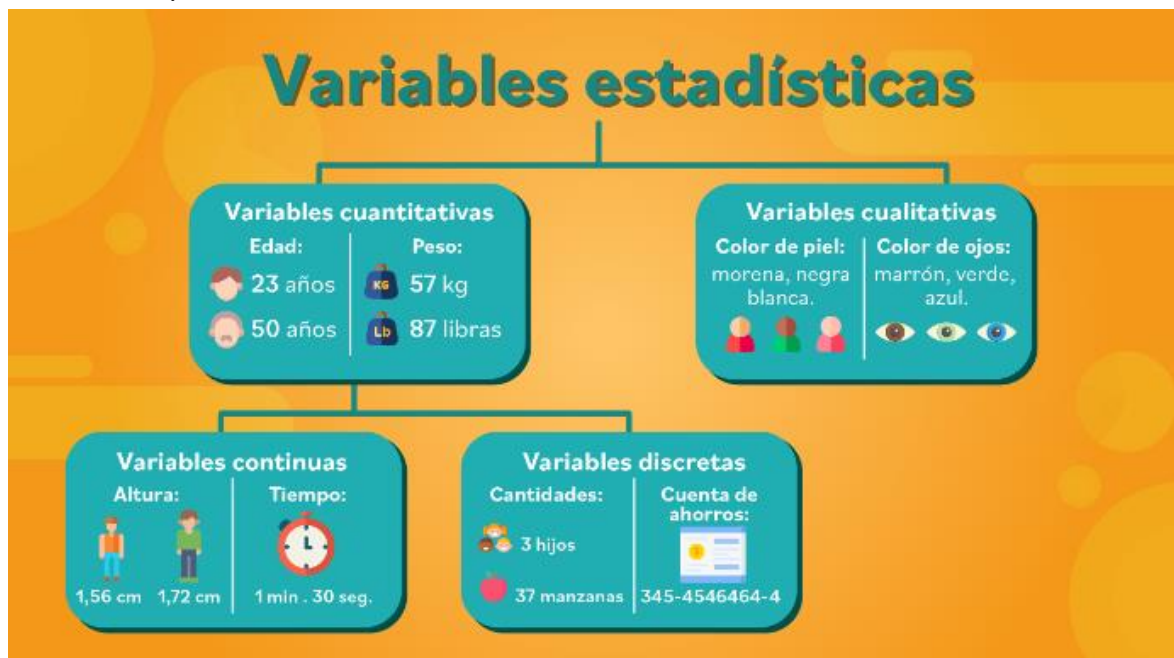 Variables estadísticas
Variables cuantitativas
Edad:
23 años
50 años
Peso:
KG
57 kg
Lb
87 libras
Variables cualitativas
Color de piel:
morena, negra
blanca.
Color de ojos:
marrón, verde,
azul.
Variables continuas
Altura:
1,56 cm
1,72 cm
Tiempo:
1 min . 30 seg.
Variables discretas
Cantidades:
3 hijos
37 manzanas
Cuenta de
ahorros:
345-4546464-4